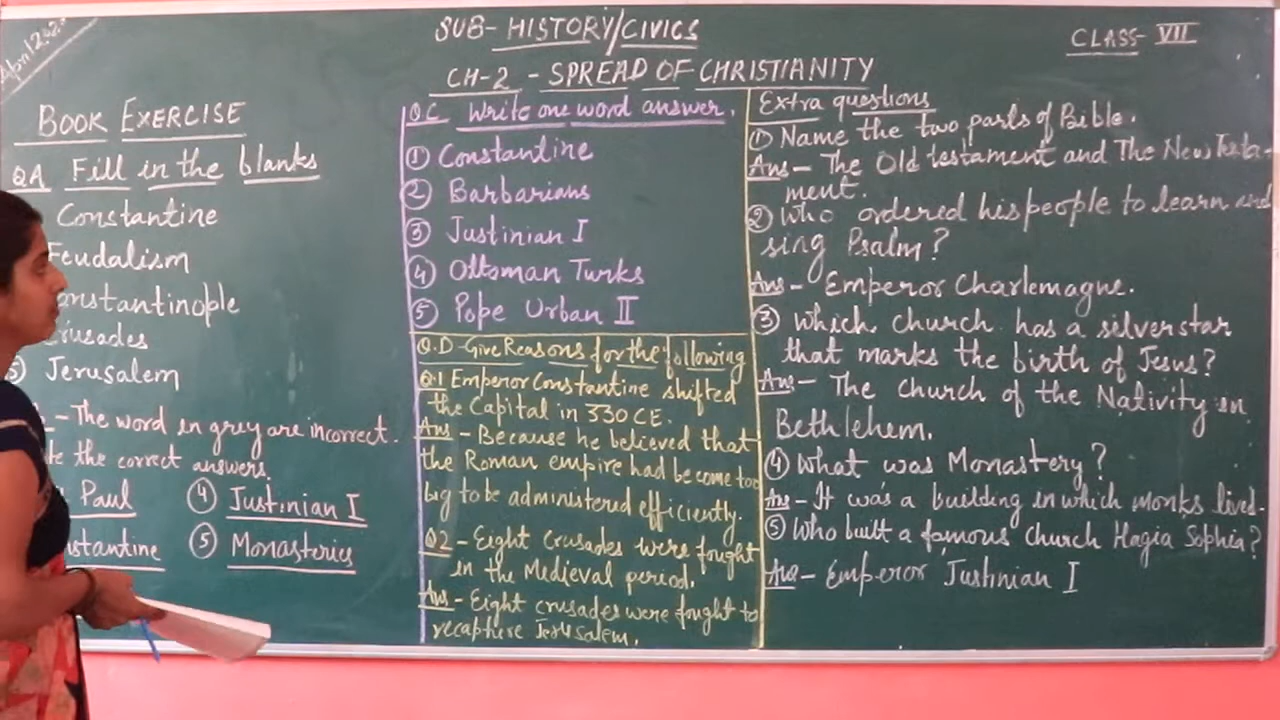 SUB- HISTORY/CIVICS
CLASS- VII
CH-2 - SPREAD OF CHRISTIANITY
BOOK EXERCISE
QA Fill in the blanks
Constantine
Feudalism
Crusades
Jerusalem
- The word in grey are incorrect.
the correct answers.
Paul
④ Justinian I
⑤ Monasteries
QC Write one word answer.
① Constantine
② Barbarians
③ Justinian I
④ Ottoman Turks
⑤ Pope Urban II
Q.D - Give Reasons for the following
Q.1 Emperor Constantine shifted
the Capital in 330 CE.
Ans - Because he believed that
the Roman empire had become too
big to be administered efficiently.
Q2 - Eight crusades were fought
in the Medieval period.
Ans - Eight crusades were fought to
Jerusalem.
Extra questions
① Name the two parts of Bible.
Ans - The Old testament and The New Testa-
ment.
② Who ordered his people to learn and
sing Psalm?
Ans - Emperor Charlemagne.
③ Which church has a silver star
that marks the birth of Jesus?
Ans - The church of the Nativity in
Bethlehem.
④ What was Monastery?
Ans - It was a building in which monks lived.
⑤ Who built a famous church Hagia Sophia?
Ans - Emperor Justinian I